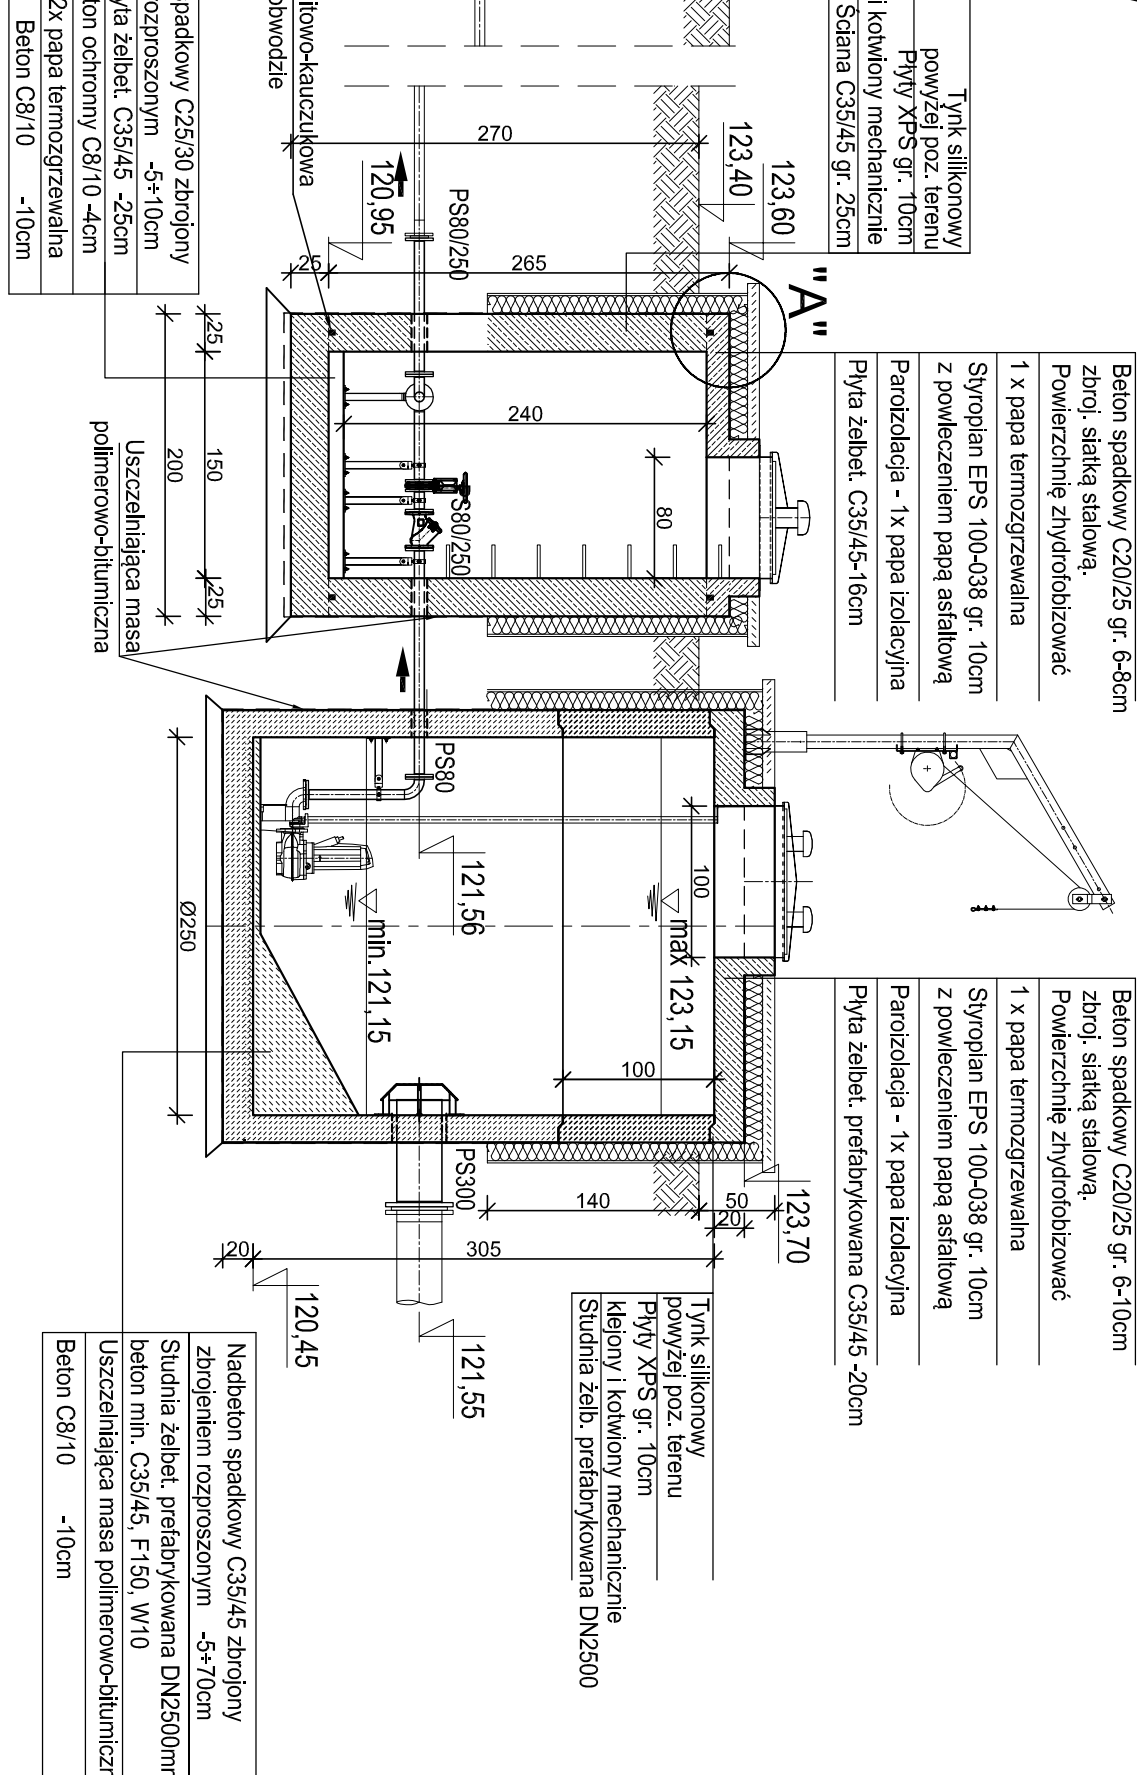 Tynk silikonowy
powyżej poz. terenu
Płyty XPS gr. 10cm
i kotwiony mechanicznie
Ściana C35/45 gr. 25cm
123,60
123,40
270
120,95
265
25
"A"
PS80/250
itowo-kauczukowa
obwodzie
padkowy C25/30 zbrojony
rozproszonym -5÷10cm
yta żelbet. C35/45 -25cm
ton ochronny C8/10 -4cm
2x papa termozgrzewalna
Beton C8/10 -10cm
25
150
25
200
240
80
S80/250
Uszczelniająca masa
polimerowo-bitumiczna
Beton spadkowy C20/25 gr. 6-8cm
zbroj. siatką stalową.
Powierzchnię zhydrofobizować
1 x papa termozgrzewalna
Styropian EPS 100-038 gr. 10cm
z powleczeniem papą asfaltową
Paroizolacja - 1x papa izolacyjna
Płyta żelbet. C35/45-16cm
PS80
121,56
100
max 123,15
min.121,15
Ø250
100
Beton spadkowy C20/25 gr. 6-10cm
zbroj. siatką stalową.
Powierzchnię zhydrofobizować
1 x papa termozgrzewalna
Styropian EPS 100-038 gr. 10cm
z powleczeniem papą asfaltową
Paroizolacja - 1x papa izolacyjna
Płyta żelbet. prefabrykowana C35/45 -20cm
PS300
123,70
140
50
20
305
20
120,45
121,55
Tynk silikonowy
powyżej poz. terenu
Płyty XPS gr. 10cm
klejony i kotwiony mechanicznie
Studnia żelb. prefabrykowana DN2500
Nadbeton spadkowy C35/45 zbrojony
zbrojeniem rozproszonym -5÷70cm
Studnia żelbet. prefabrykowana DN2500mm
beton min. C35/45, F150, W10
Uszczelniająca masa polimerowo-bitumiczn
Beton C8/10 -10cm